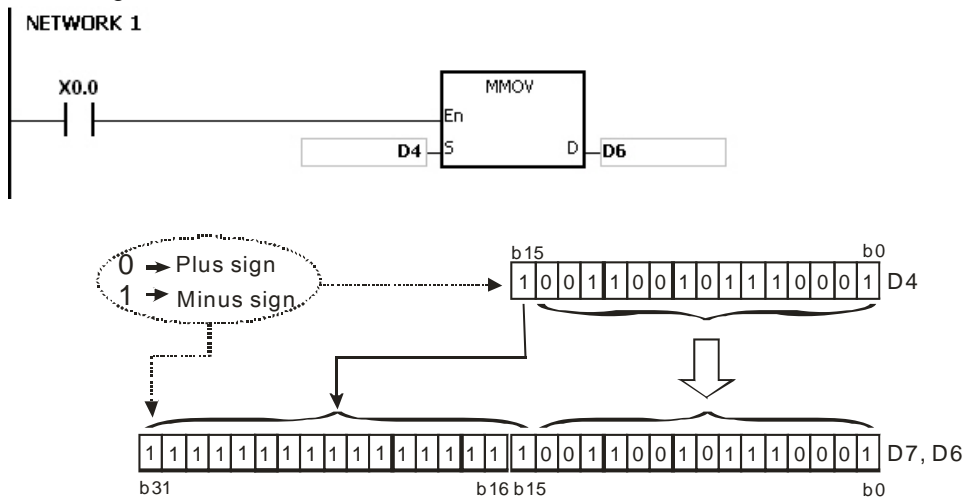 NETWORK 1
X0.0
MMOV
En
D4 S D D6
b15 b0
0 → Plus sign
1 → Minus sign
1 0 0 1 1 0 0 1 0 1 1 1 0 0 0 1 D4
1 1 1 1 1 1 1 1 1 1 1 1 1 1 1 1 1 0 0 1 1 0 0 1 0 1 1 1 0 0 0 1 D7, D6
b31 b16 b15 b0